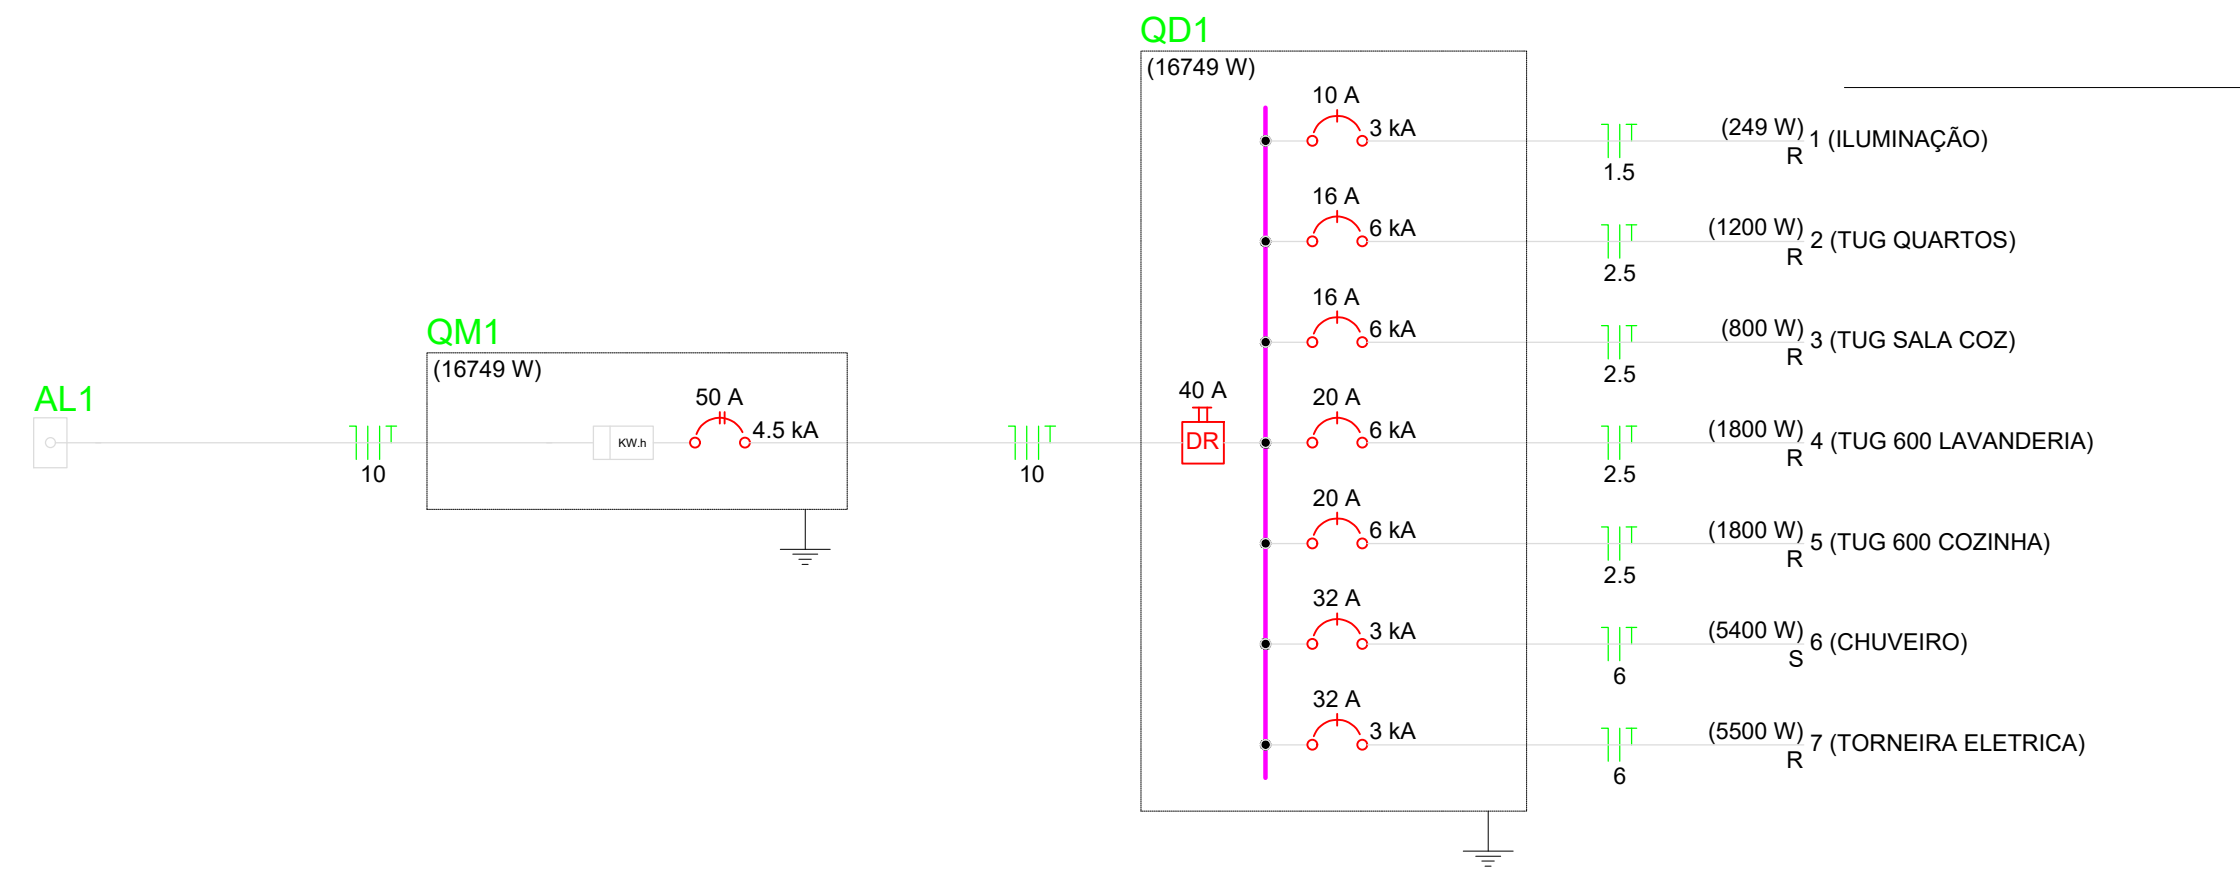 AL1
10
QM1
(16749 W)
KW.h
50 A
4.5 kA
10
QD1
(16749 W)
40 A
DR
10 A
3 kA
1.5
(249 W)
R
1 (ILUMINAÇÃO)
16 A
6 kA
2.5
(1200 W)
R
2 (TUG QUARTOS)
16 A
6 kA
2.5
(800 W)
R
3 (TUG SALA COZ)
20 A
6 kA
2.5
(1800 W)
R
4 (TUG 600 LAVANDERIA)
20 A
6 kA
2.5
(1800 W)
R
5 (TUG 600 COZINHA)
32 A
3 kA
6
(5400 W)
S
6 (CHUVEIRO)
32 A
3 kA
6
(5500 W)
R
7 (TORNEIRA ELETRICA)